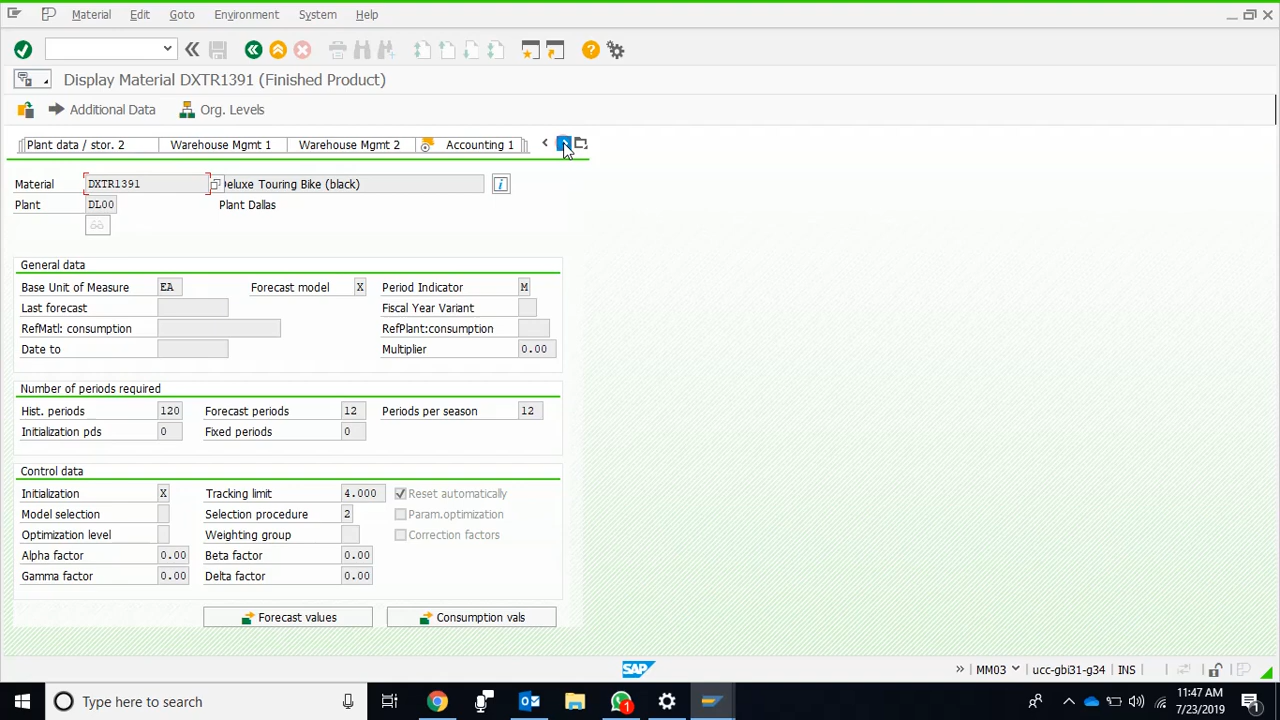 Material Edit Goto Environment System Help
Display Material DXTR1391 (Finished Product)
Additional Data Org. Levels
Plant data / stor. 2 Warehouse Mgmt 1 Warehouse Mgmt 2 Accounting 1
Material DXTR1391 eluxe Touring Bike (black)
Plant DL00 Plant Dallas
General data
Base Unit of Measure EA Forecast model X Period Indicator M
Last forecast Fiscal Year Variant
RefMatl: consumption RefPlant:consumption
Date to Multiplier 0.00
Number of periods required
Hist. periods 120 Forecast periods 12 Periods per season 12
Initialization pds 0 Fixed periods 0
Control data
Initialization X Tracking limit 4.000 Reset automatically
Model selection Selection procedure 2 Param.optimization
Optimization level Weighting group Correction factors
Alpha factor 0.00 Beta factor 0.00
Gamma factor 0.00 Delta factor 0.00
Forecast values Consumption vals
SAP MM03 ucc-gbi31-g34 INS
Type here to search 1 11:47 AM
7/23/2019 1